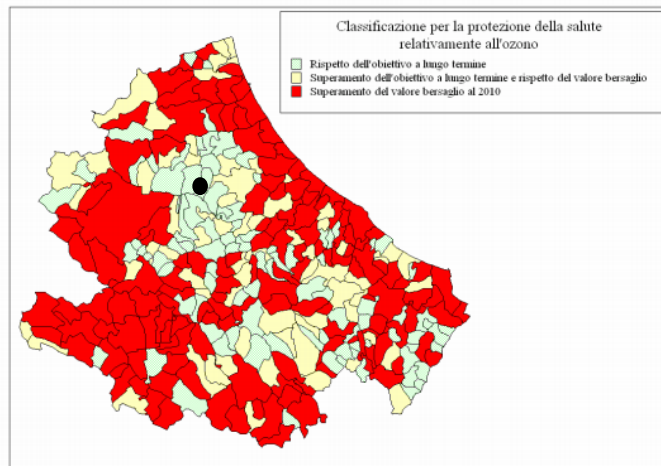 Classificazione per la protezione della salute
relativamente all'ozono
Rispetto dell'obiettivo a lungo termine
Superamento dell'obiettivo a lungo termine e rispetto del valore bersaglio
Superamento del valore bersaglio al 2010